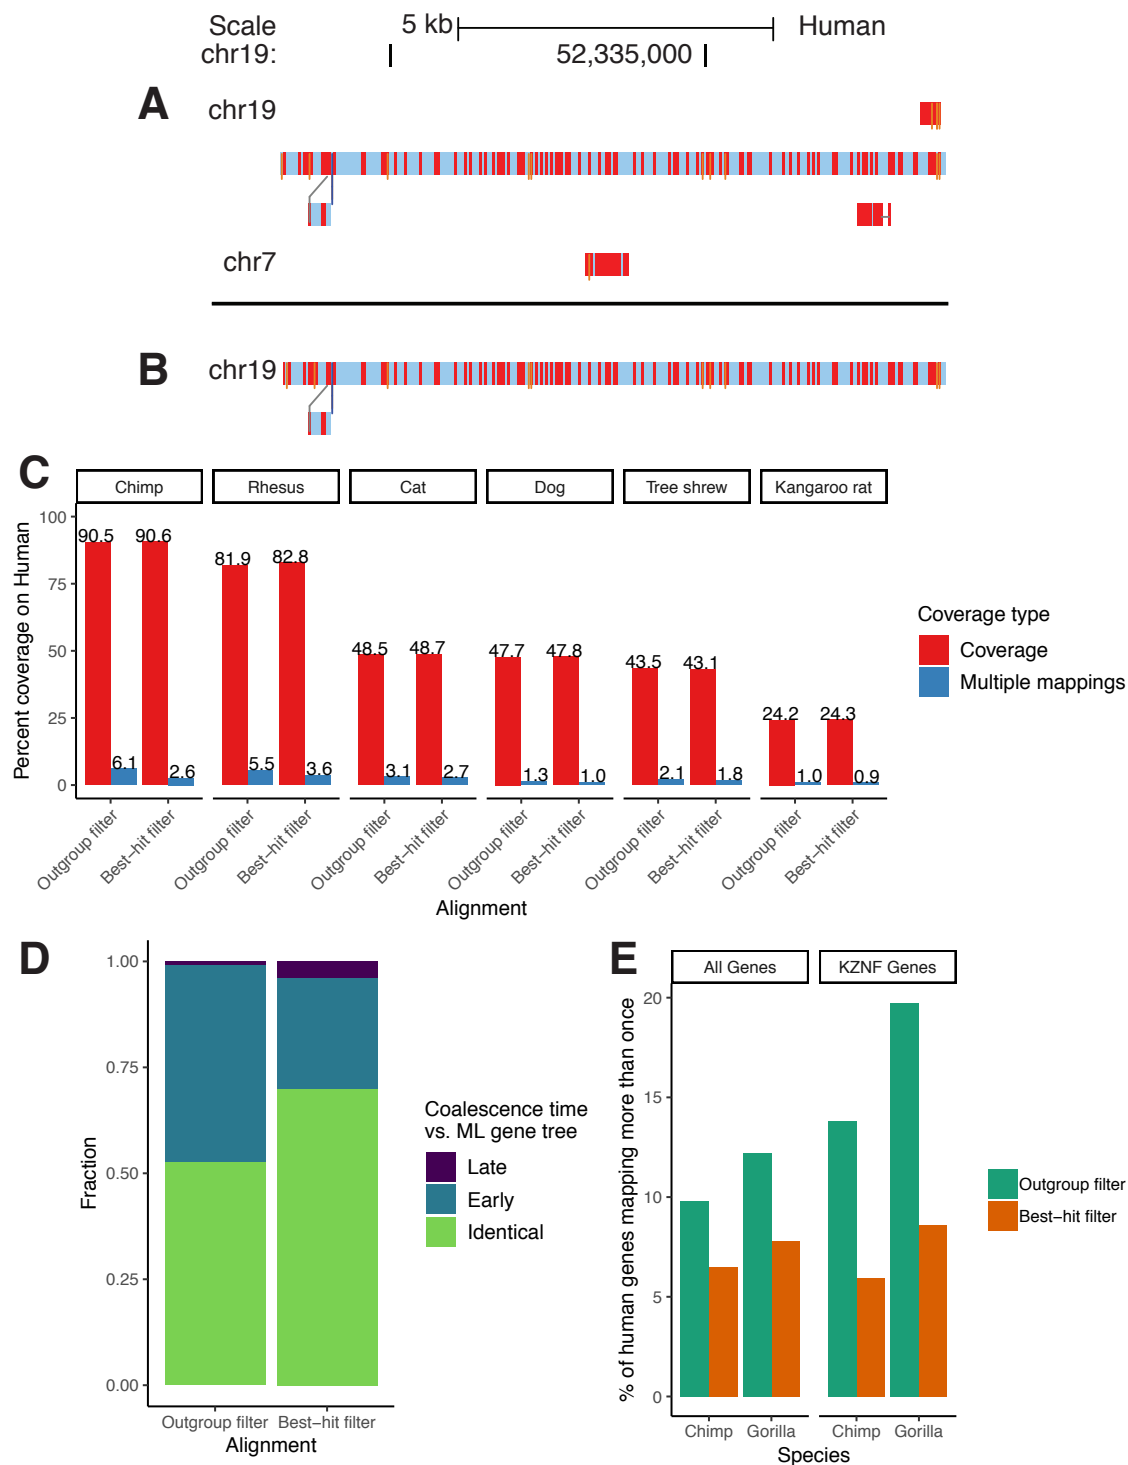 Scale 5 kb Human
chr19: 52,335,000
A
chr19
chr7
B
chr19
C
Chimp Rhesus Cat Dog Tree shrew Kangaroo rat
Percent coverage on Human
100
75
50
25
0
90.5 6.1 90.6 2.6
81.9 5.5 82.8 3.6
48.5 3.1 48.7 2.7
47.7 1.3 47.8 1.0
43.5 2.1 43.1 1.8
24.2 1.0 24.3 0.9
Outgroup filter Best−hit filter Outgroup filter Best−hit filter Outgroup filter Best−hit filter Outgroup filter Best−hit filter Outgroup filter Best−hit filter Outgroup filter Best−hit filter
Alignment
Coverage type
Coverage
Multiple mappings
D
Fraction
1.00
0.75
0.50
0.25
0.00
Outgroup filter Best−hit filter
Alignment
Coalescence time
vs. ML gene tree
Late
Early
Identical
E
All Genes KZNF Genes
% of human genes mapping more than once
20
15
10
5
0
Chimp Gorilla Chimp Gorilla
Species
Outgroup filter
Best−hit filter